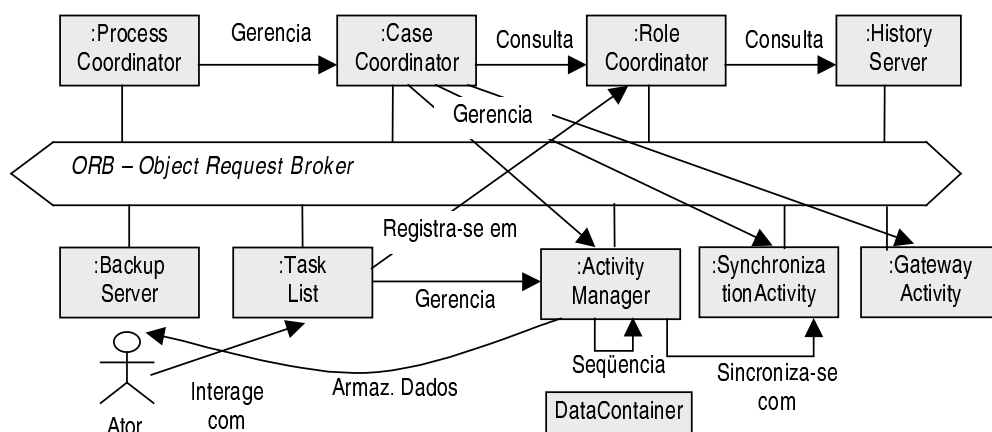 :Process
Coordinator
Gerencia
:Case
Coordinator
Consulta
:Role
Coordinator
Consulta
:History
Server
Gerencia
ORB – Object Request Broker
Registra-se em
:Backup
Server
:Task
List
Gerencia
:Activity
Manager
:Synchroniza
tionActivity
:Gateway
Activity
Seqüencia
Sincroniza-se
com
Armaz. Dados
Interage
com
Ator
DataContainer